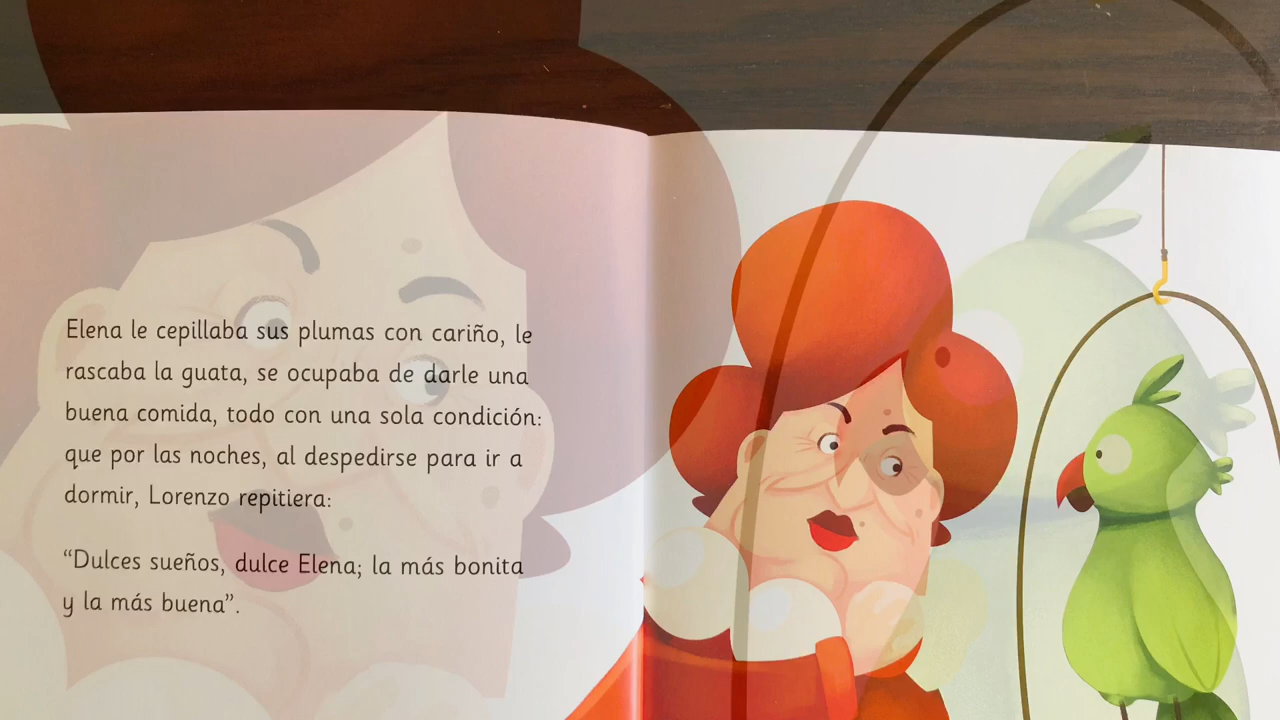 Elena le cepillaba sus plumas con cariño, le
rascaba la guata, se ocupaba de darle una
buena comida, todo con una sola condición:
que por las noches, al despedirse para ir a
dormir, Lorenzo repitiera:
“Dulces sueños, dulce Elena; la más bonita
y la más buena”.